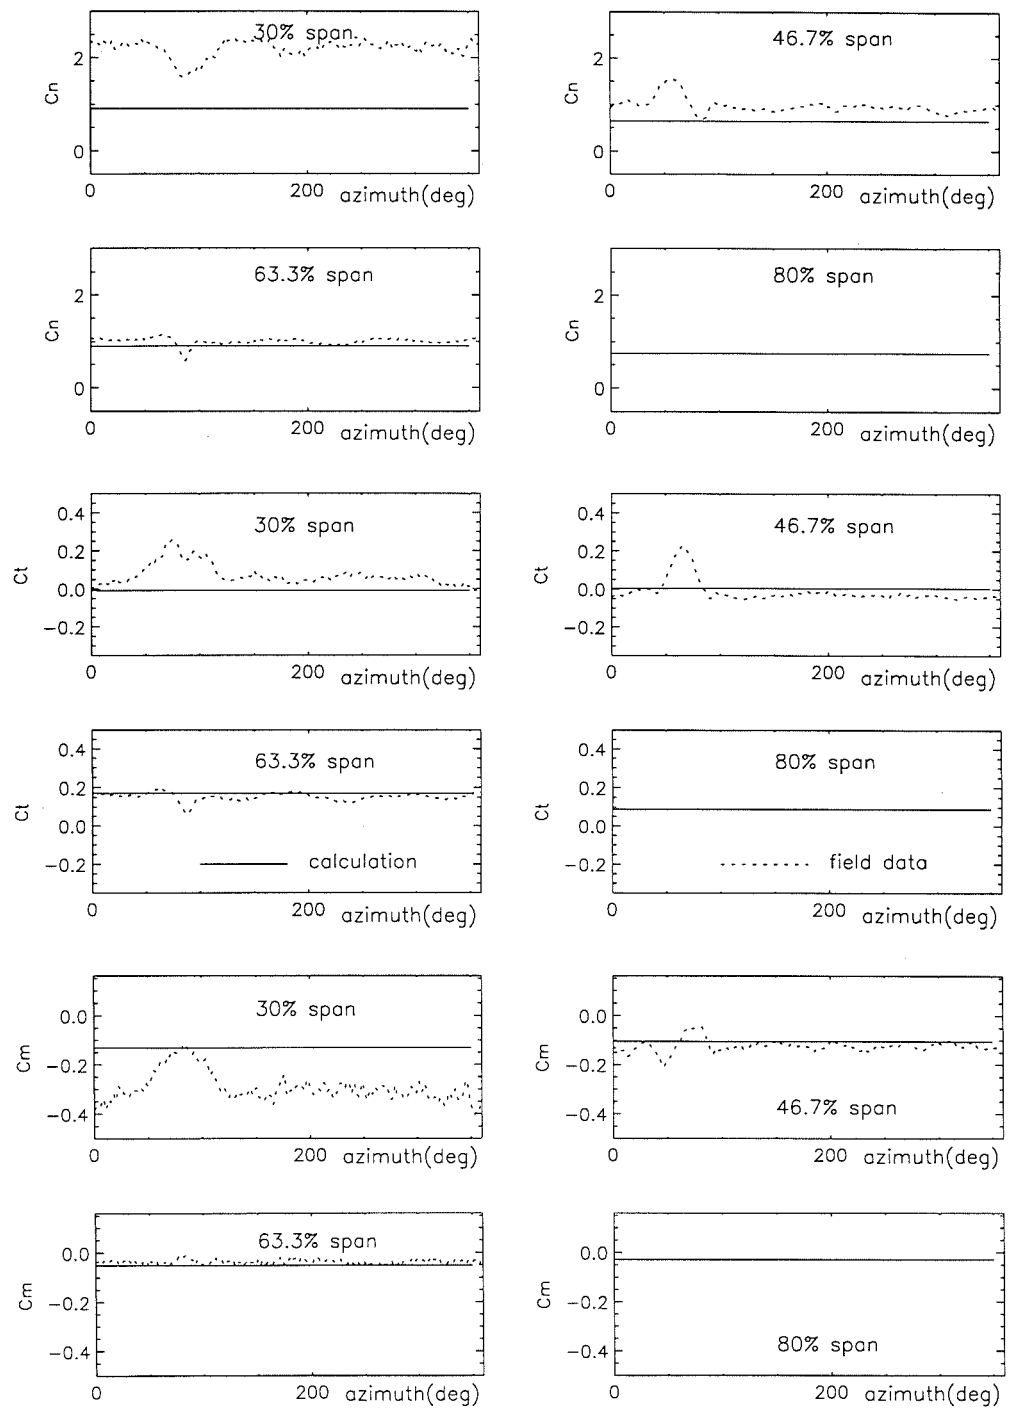 30% span
2
Cn
0
0
200
azimuth(deg)
46.7% span
2
Cn
0
0
200
azimuth(deg)
63.3% span
2
Cn
0
0
200
azimuth(deg)
80% span
2
Cn
0
0
200
azimuth(deg)
0.4
30% span
0.2
Ct
0.0
−0.2
0
200
azimuth(deg)
0.4
46.7% span
0.2
Ct
0.0
−0.2
0
200
azimuth(deg)
0.4
63.3% span
0.2
Ct
0.0
calculation
−0.2
0
200
azimuth(deg)
0.4
80% span
0.2
Ct
0.0
field data
−0.2
0
200
azimuth(deg)
30% span
0.0
Cm
−0.2
−0.4
0
200
azimuth(deg)
0.0
Cm
−0.2
46.7% span
−0.4
0
200
azimuth(deg)
63.3% span
0.0
Cm
−0.2
−0.4
0
200
azimuth(deg)
0.0
Cm
−0.2
80% span
−0.4
0
200
azimuth(deg)